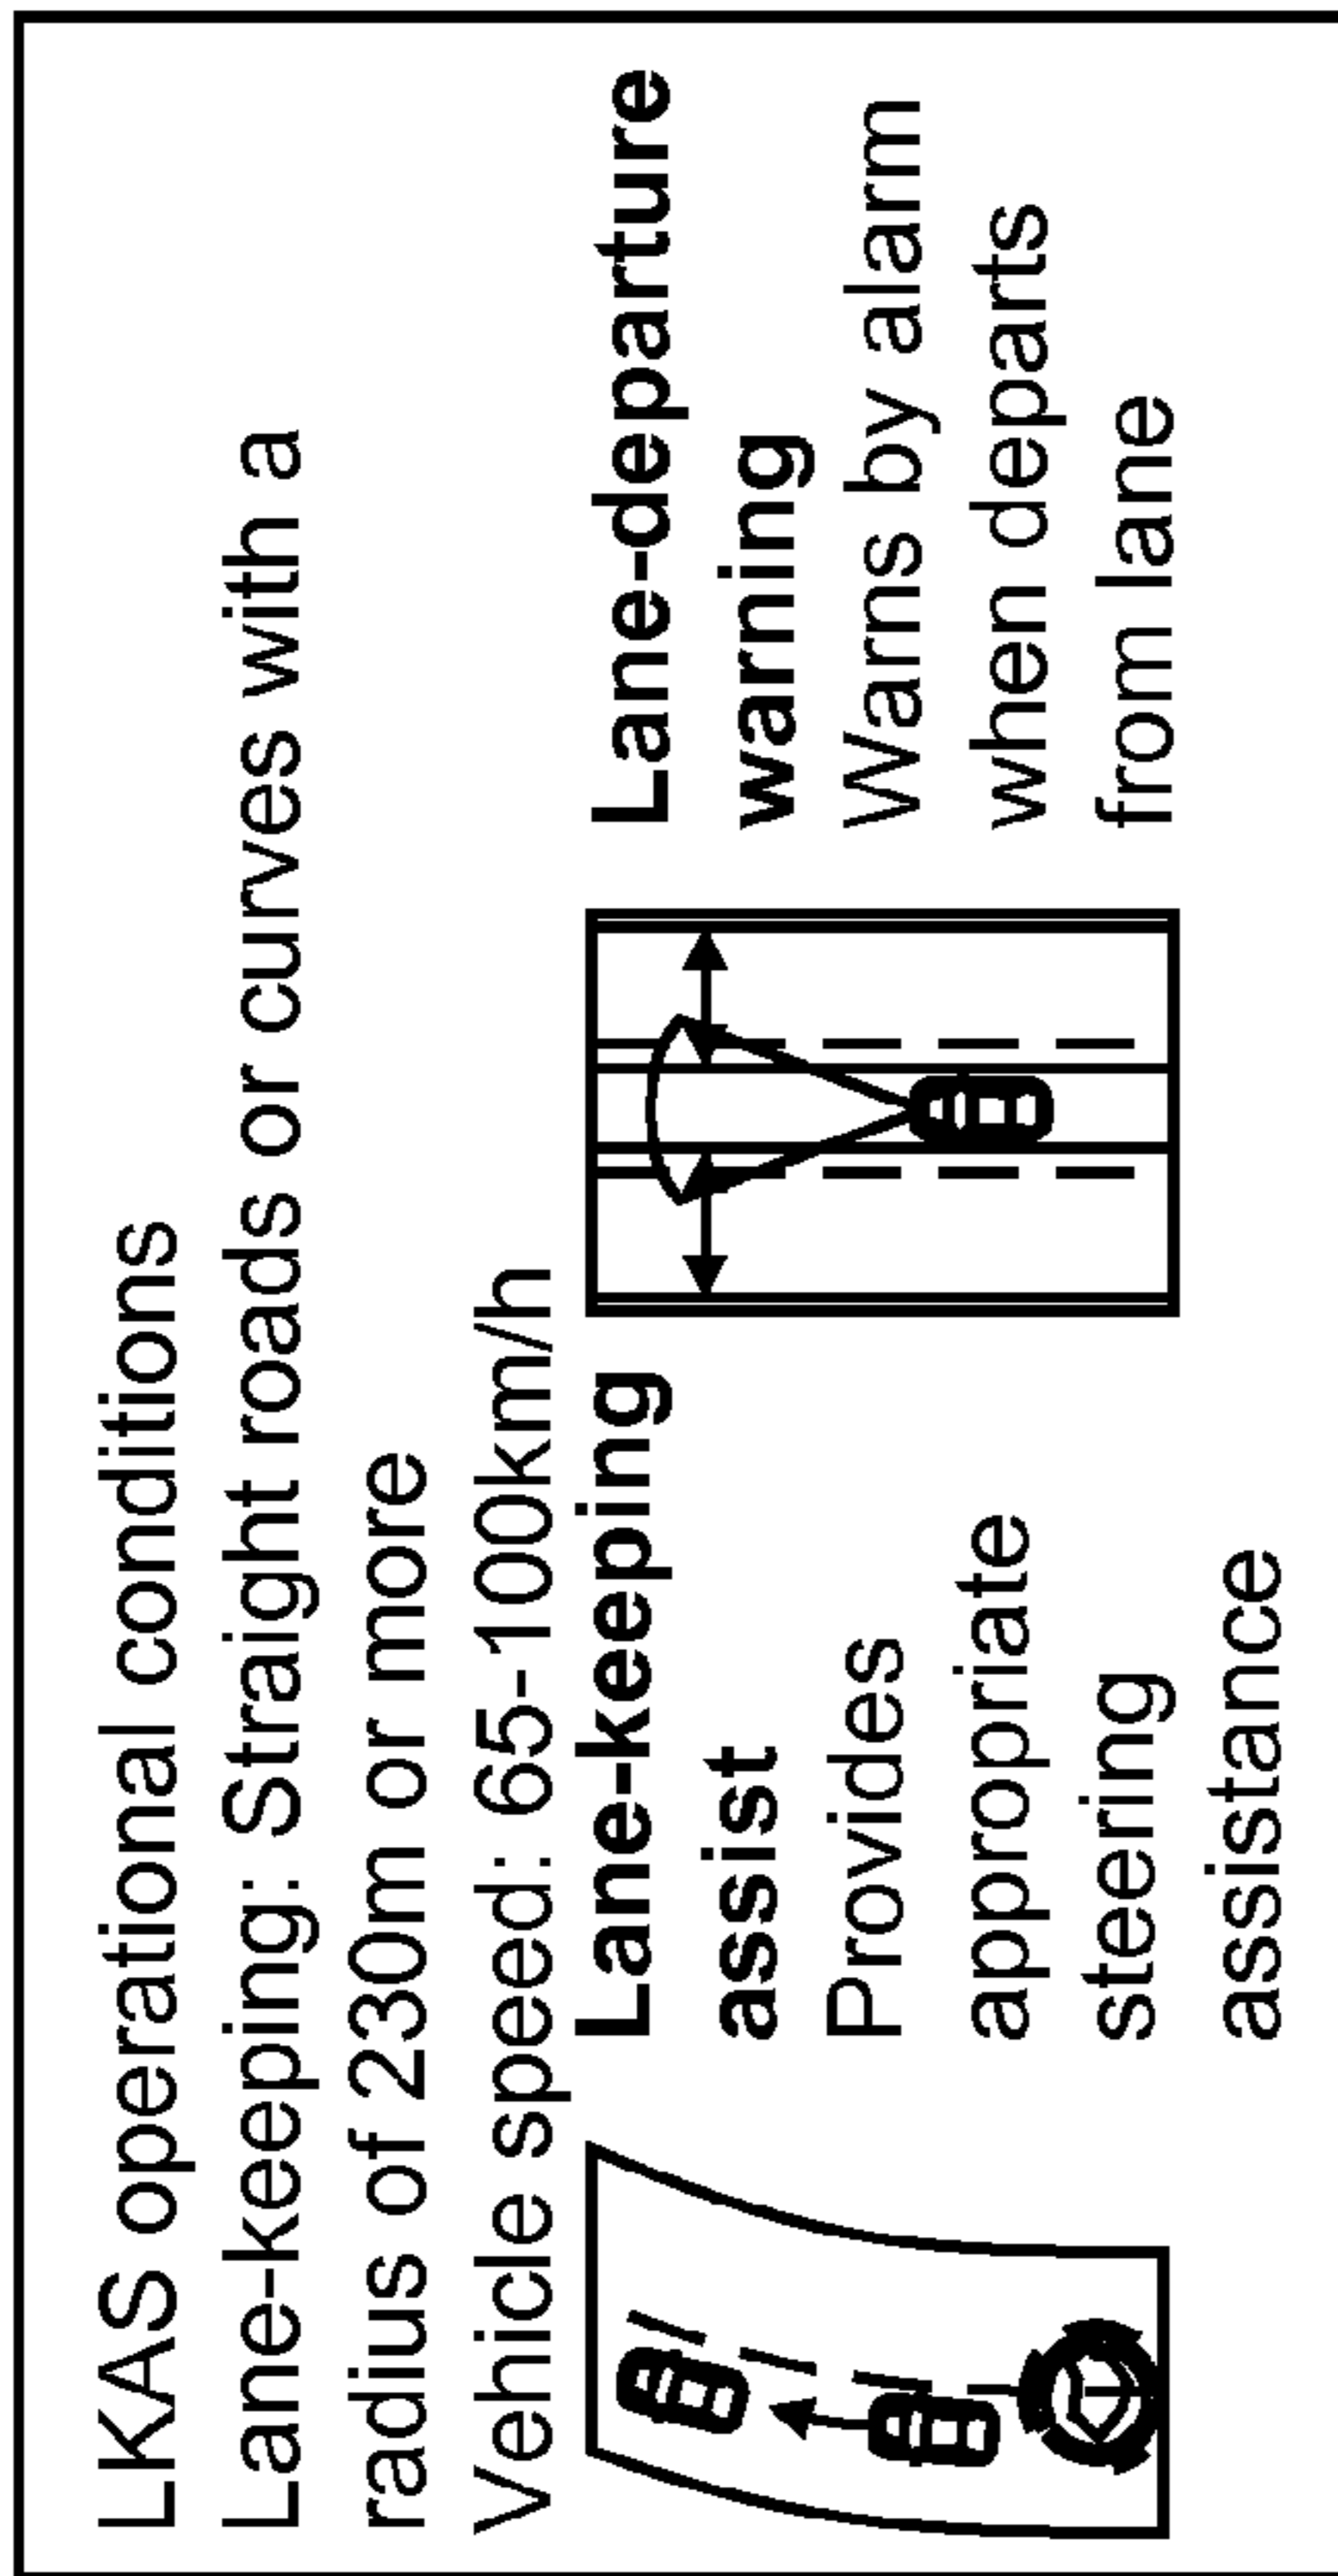 LKAS operational conditions
Lane-keeping: Straight roads or curves with a
radius of 230m or more
Vehicle speed: 65-100km/h
Lane-keeping
assist
Provides
appropriate
steering
assistance
Lane-departure
warning
Warns by alarm
when departs
from lane